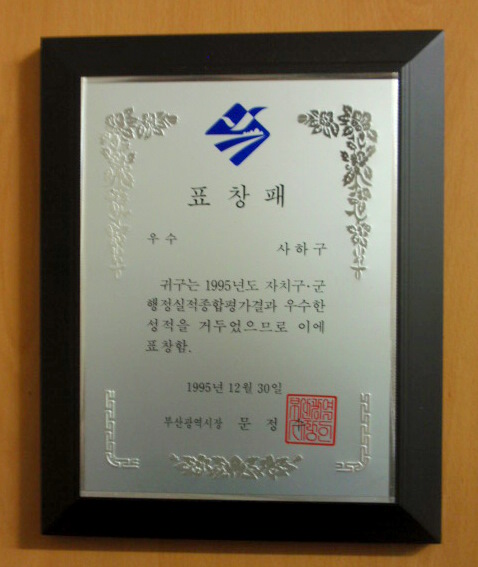 표창패
우수
사하구
귀구는 1995년도 자치구·군
행정실적종합평가결과 우수한
성적을 거두었으므로 이에
표창함.
1995년 12월 30일
부산광역시장 문 정